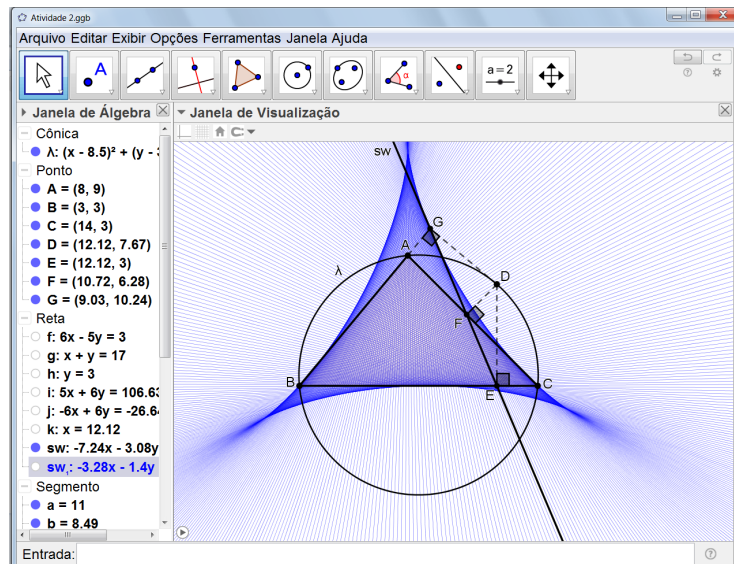 Atividade 2.ggb
Arquivo Editar Exibir Opções Ferramentas Janela Ajuda
A
α
a=2
Janela de Álgebra
Janela de Visualização
Cônica
λ: (x - 8.5)² + (y - 3
Ponto
A = (8, 9)
B = (3, 3)
C = (14, 3)
D = (12.12, 7.67)
E = (12.12, 3)
F = (10.72, 6.28)
G = (9.03, 10.24)
Reta
f: 6x - 5y = 3
g: x + y = 17
h: y = 3
i: 5x + 6y = 106.63
j: -6x + 6y = -26.64
k: x = 12.12
sw: -7.24x - 3.08y
sw₁: -3.28x - 1.4y
Segmento
a = 11
b = 8.49
sw
G
A
λ
D
F
B
E
C
Entrada: